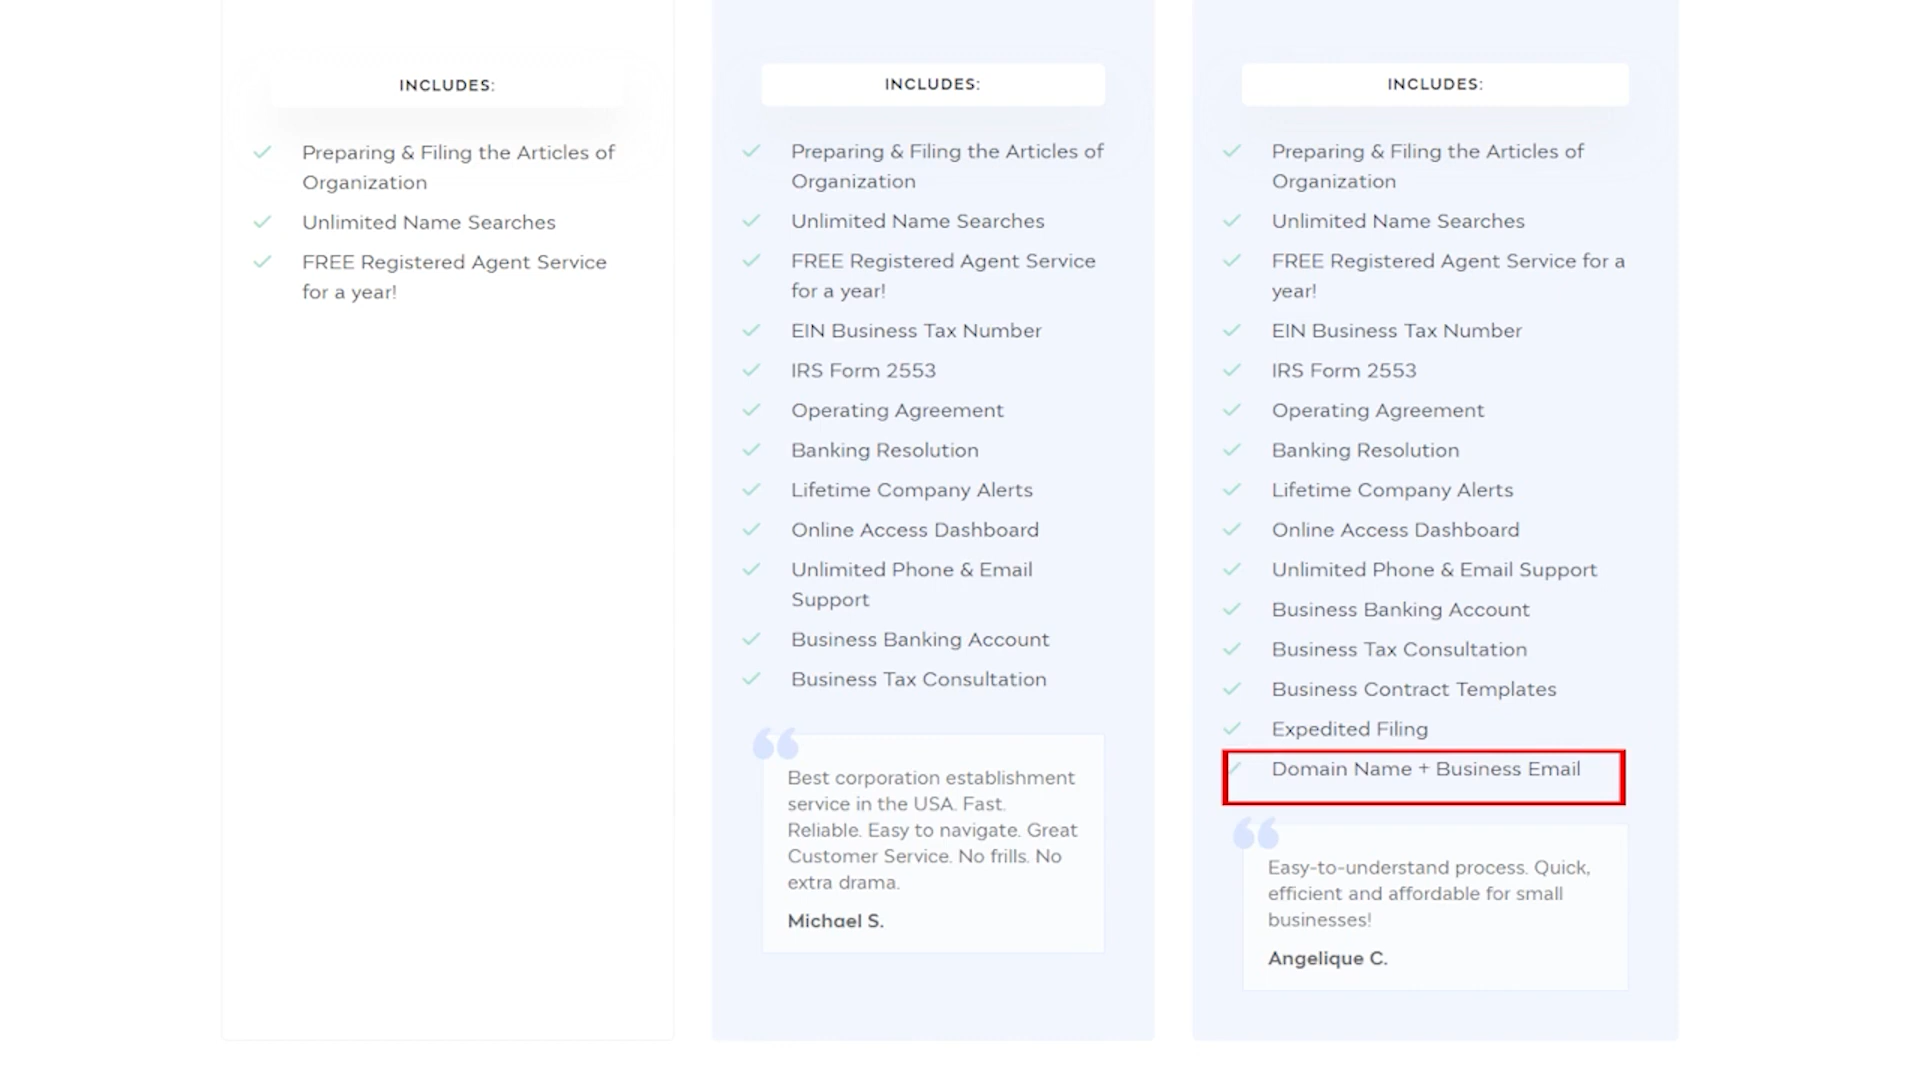 INCLUDES:
Preparing & Filing the Articles of
Organization
Unlimited Name Searches
FREE Registered Agent Service
for a year!
INCLUDES:
Preparing & Filing the Articles of
Organization
Unlimited Name Searches
FREE Registered Agent Service
for a year!
EIN Business Tax Number
IRS Form 2553
Operating Agreement
Banking Resolution
Lifetime Company Alerts
Online Access Dashboard
Unlimited Phone & Email
Support
Business Banking Account
Business Tax Consultation
Best corporation establishment
service in the USA. Fast.
Reliable. Easy to navigate. Great
Customer Service. No frills. No
extra drama.
Michael S.
INCLUDES:
Preparing & Filing the Articles of
Organization
Unlimited Name Searches
FREE Registered Agent Service for a
year!
EIN Business Tax Number
IRS Form 2553
Operating Agreement
Banking Resolution
Lifetime Company Alerts
Online Access Dashboard
Unlimited Phone & Email Support
Business Banking Account
Business Tax Consultation
Business Contract Templates
Expedited Filing
Domain Name + Business Email
Easy-to-understand process. Quick,
efficient and affordable for small
businesses!
Angelique C.